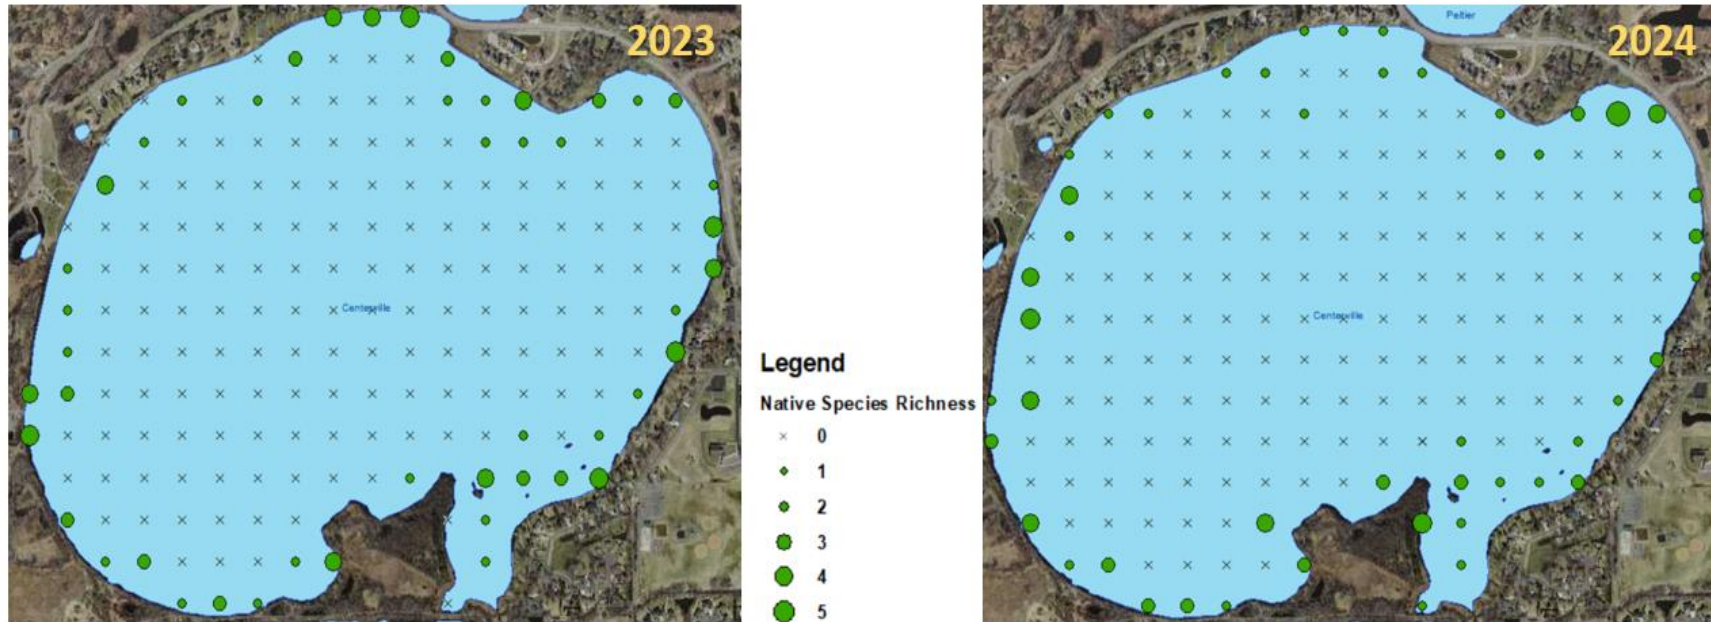 2023
Centerville
Legend
Native Species Richness
0
1
2
3
4
5
Peltier
2024
Centerville